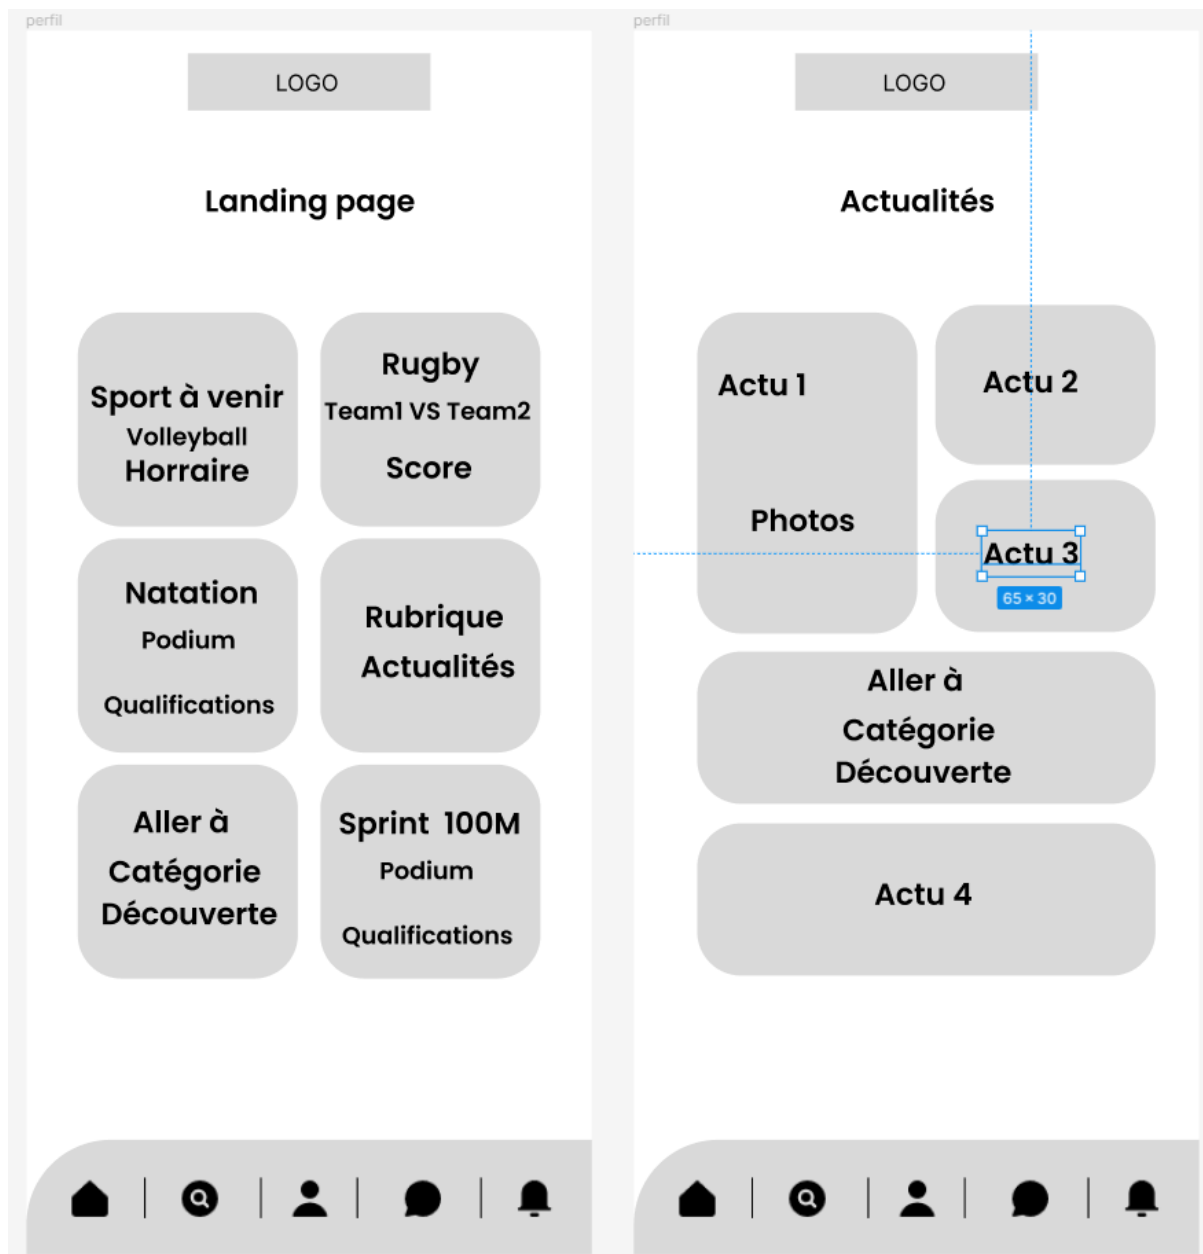 perfil
LOGO
Landing page
Sport à venir
Volleyball
Horraire
Rugby
Team1 VS Team2
Score
Natation
Podium
Qualifications
Rubrique
Actualités
Aller à
Catégorie
Découverte
Sprint 100M
Podium
Qualifications
perfil
LOGO
Actualités
Actu 1
Photos
Actu 2
Actu 3
65 × 30
Aller à
Catégorie
Découverte
Actu 4